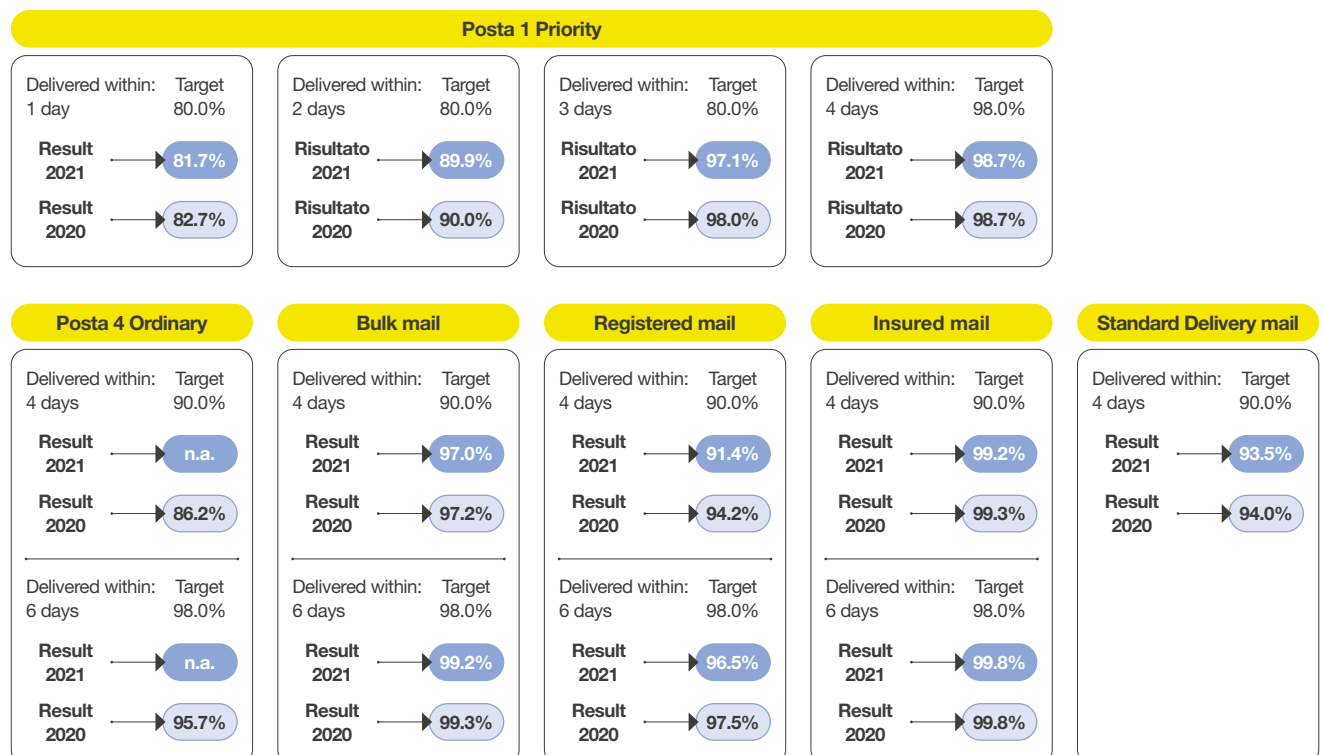 Posta 1 Priority
Delivered within: Target
1 day 80.0%
Result
2021
81.7%
Result
2020
82.7%
Delivered within: Target
2 days 80.0%
Risultato
2021
89.9%
Risultato
2020
90.0%
Delivered within: Target
3 days 80.0%
Risultato
2021
97.1%
Risultato
2020
98.0%
Delivered within: Target
4 days 98.0%
Risultato
2021
98.7%
Risultato
2020
98.7%
Posta 4 Ordinary
Delivered within: Target
4 days 90.0%
Result
2021
n.a.
Result
2020
86.2%
Delivered within: Target
6 days 98.0%
Result
2021
n.a.
Result
2020
95.7%
Bulk mail
Delivered within: Target
4 days 90.0%
Result
2021
97.0%
Result
2020
97.2%
Delivered within: Target
6 days 98.0%
Result
2021
99.2%
Result
2020
99.3%
Registered mail
Delivered within: Target
4 days 90.0%
Result
2021
91.4%
Result
2020
94.2%
Delivered within: Target
6 days 98.0%
Result
2021
96.5%
Result
2020
97.5%
Insured mail
Delivered within: Target
4 days 90.0%
Result
2021
99.2%
Result
2020
99.3%
Delivered within: Target
6 days 98.0%
Result
2021
99.8%
Result
2020
99.8%
Standard Delivery mail
Delivered within: Target
4 days 90.0%
Result
2021
93.5%
Result
2020
94.0%